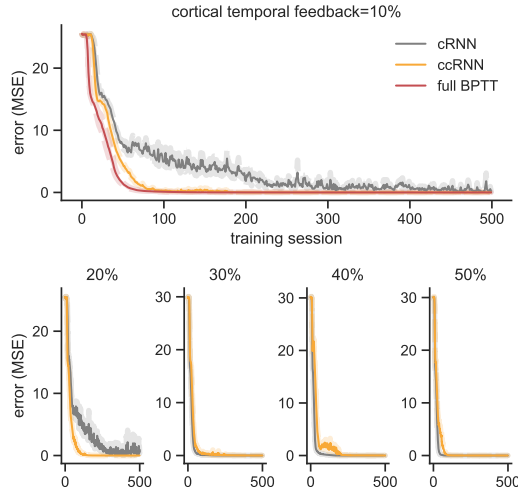 cortical temporal feedback=10%
cRNN
ccRNN
full BPTT
error (MSE)
20
10
0
0 100 200 300 400 500
training session
20% 30% 40% 50%
error (MSE)
20
10
0
30
20
10
0
30
20
10
0
30
20
10
0
0 500 0 500 0 500 0 500